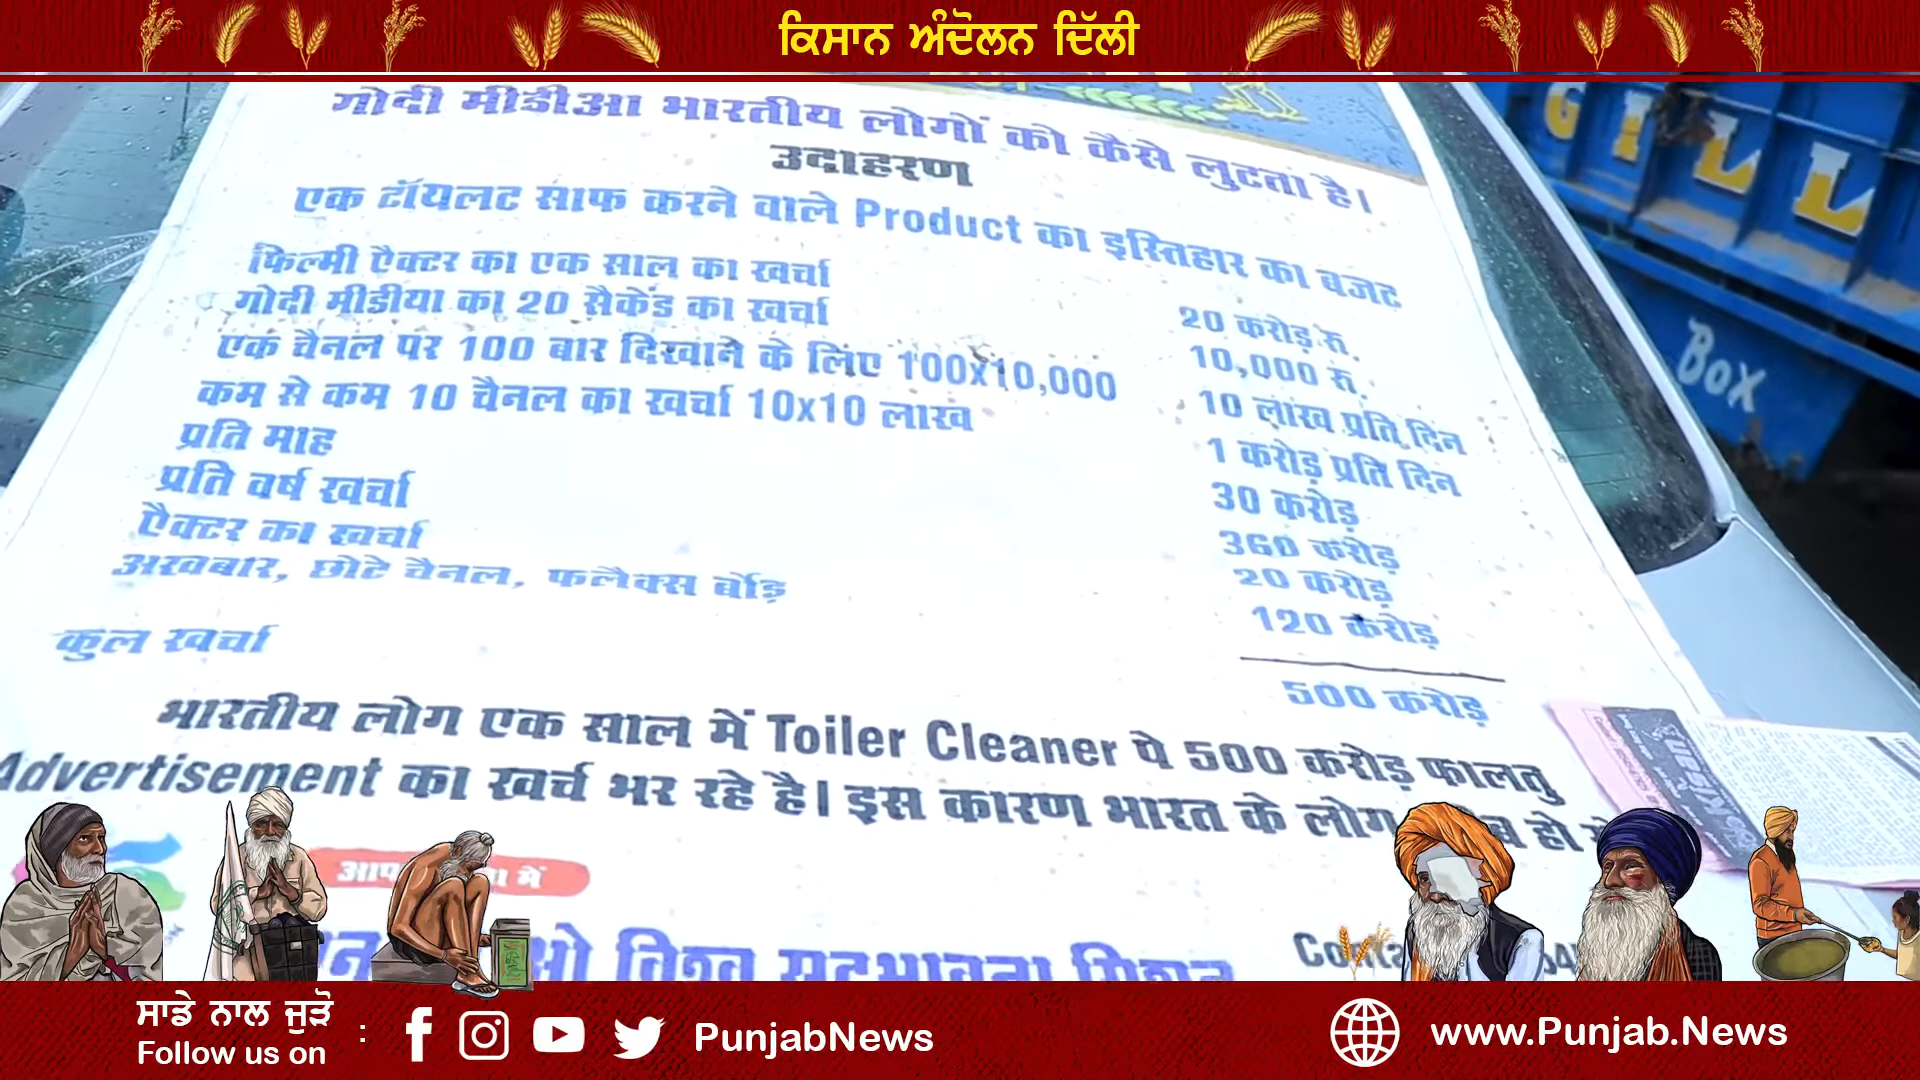 ਕਿਸਾਨ ਅੰਦੋਲਨ ਦਿੱਲੀ
गोदी मीडीआ भारतीय लोगों को कैसे लुटता है।
उदाहरण
एक टॉयलट साफ करने वाले Product का इस्तिहार का बजट
फिल्मी ऐक्टर का एक साल का खर्चा 20 करोड़ रु.
गोदी मीडीया का 20 सैकेंड का खर्चा 10,000 रु.
एक चैनल पर 100 बार दिखाने के लिए 100x10,000 10 लाख प्रति दिन
कम से कम 10 चैनल का खर्चा 10x10 लाख 1 करोड़ प्रति दिन
प्रति माह 30 करोड़
प्रति वर्ष खर्चा 360 करोड़
ऐक्टर का खर्चा 20 करोड़
अखबार, छोटे चैनल, फलैक्स बोंड़ 120 करोड़
कुल खर्चा 500 करोड़
भारतीय लोग एक साल में Toiler Cleaner पे 500 करोड़ फालतु
Advertisement का खर्च भर रहे है। इस कारण भारत के लोग हो
में
विश्व सदभावना मिशन
GILL
Box
ਸਾਡੇ ਨਾਲ ਜੁੜੋ
Follow us on :
PunjabNews
www.Punjab.News